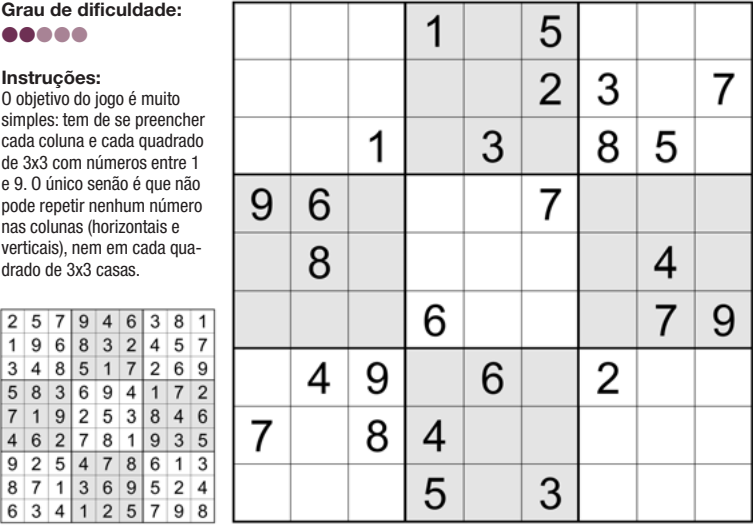 Grau de dificuldade:
Instruções:
O objetivo do jogo é muito
simples: tem de se preencher
cada coluna e cada quadrado
de 3x3 com números entre 1
e 9. O único senão é que não
pode repetir nenhum número
nas colunas (horizontais e
verticais), nem em cada qua-
drado de 3x3 casas.
2 5 7 9 4 6 3 8 1
1 9 6 8 3 2 4 5 7
3 4 8 5 1 7 2 6 9
5 8 3 6 9 4 1 7 2
7 1 9 2 5 3 8 4 6
4 6 2 7 8 1 9 3 5
9 2 5 4 7 8 6 1 3
8 7 1 3 6 9 5 2 4
6 3 4 1 2 5 7 9 8
1 5
2 3 7
1 3 8 5
9 6 7
8 4
6 7 9
4 9 6 2
7 8 4
5 3